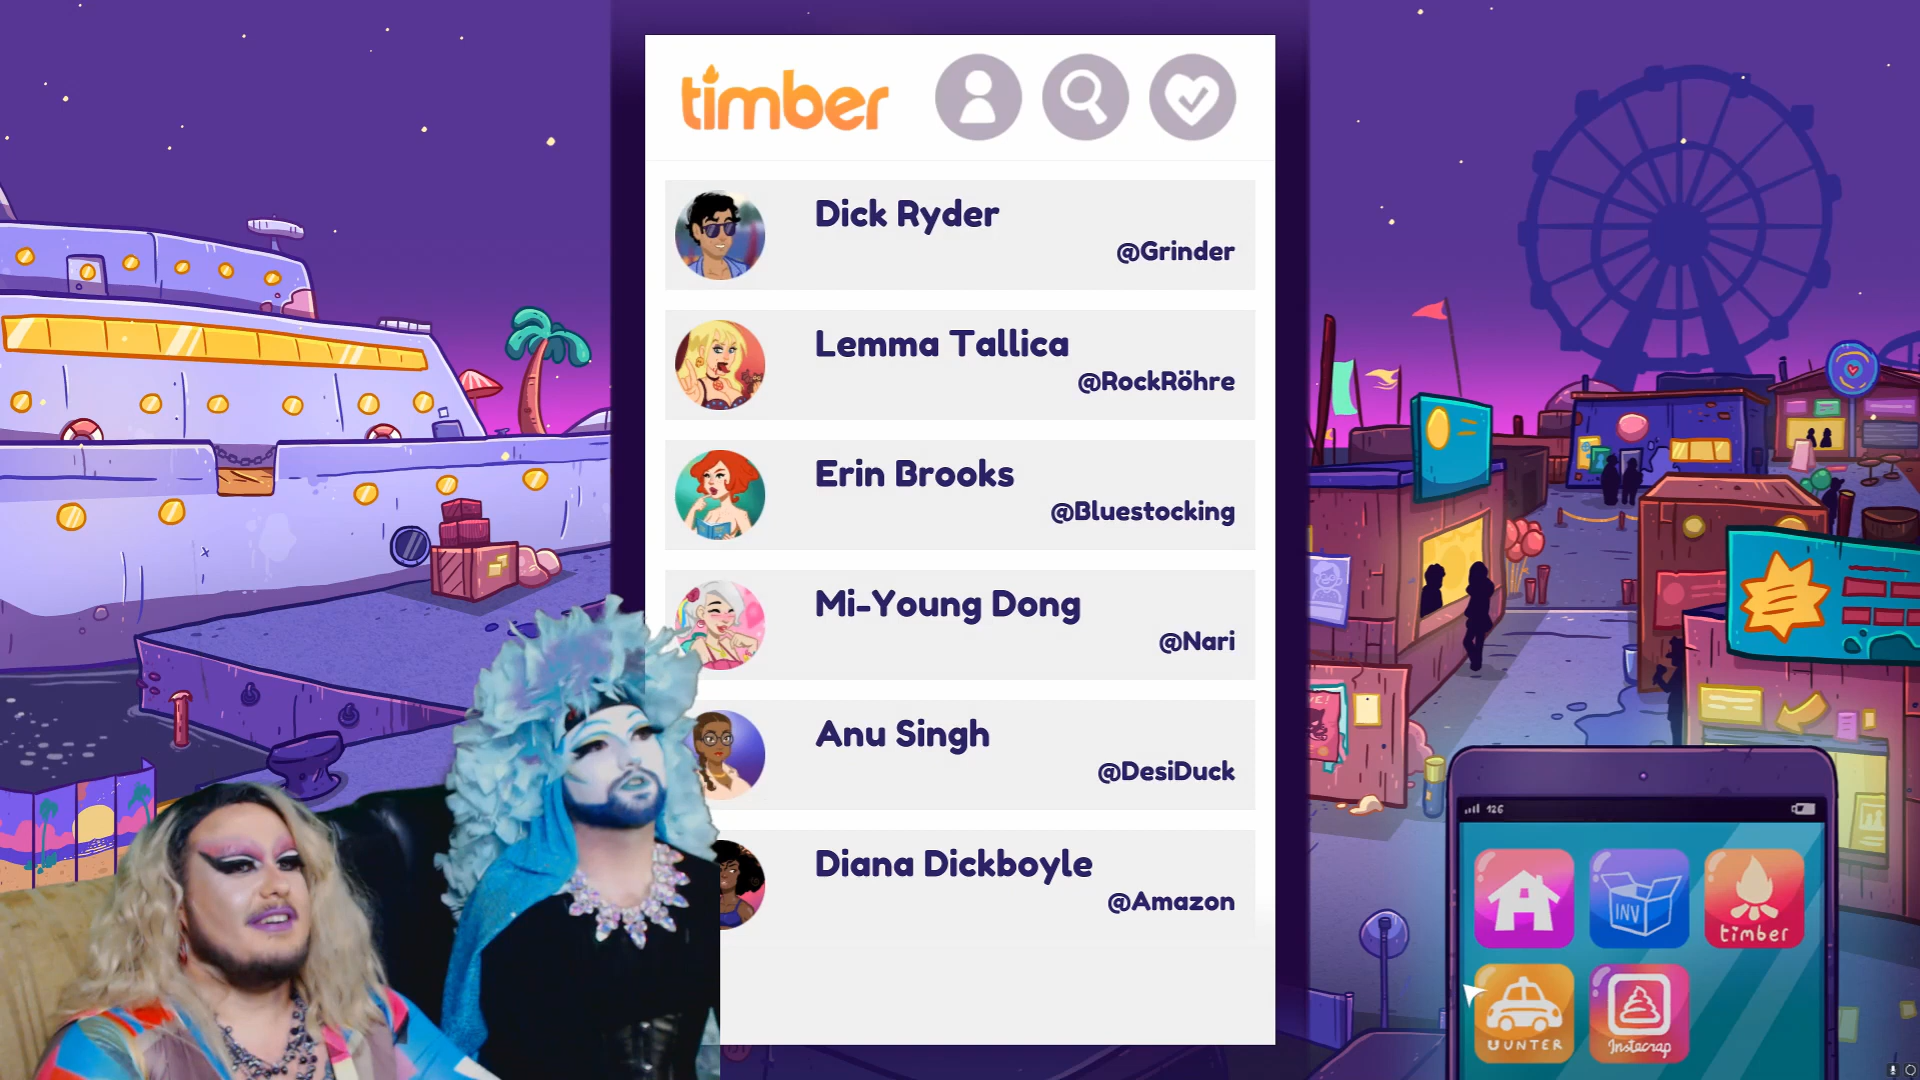 timber
Dick Ryder
@Grinder
Lemma Tallica
@RockRöhre
Erin Brooks
@Bluestocking
Mi-Young Dong
@Nari
Anu Singh
@DesiDuck
Diana Dickboyle
@Amazon
126
INV
timber
UUNTER
Instacrap